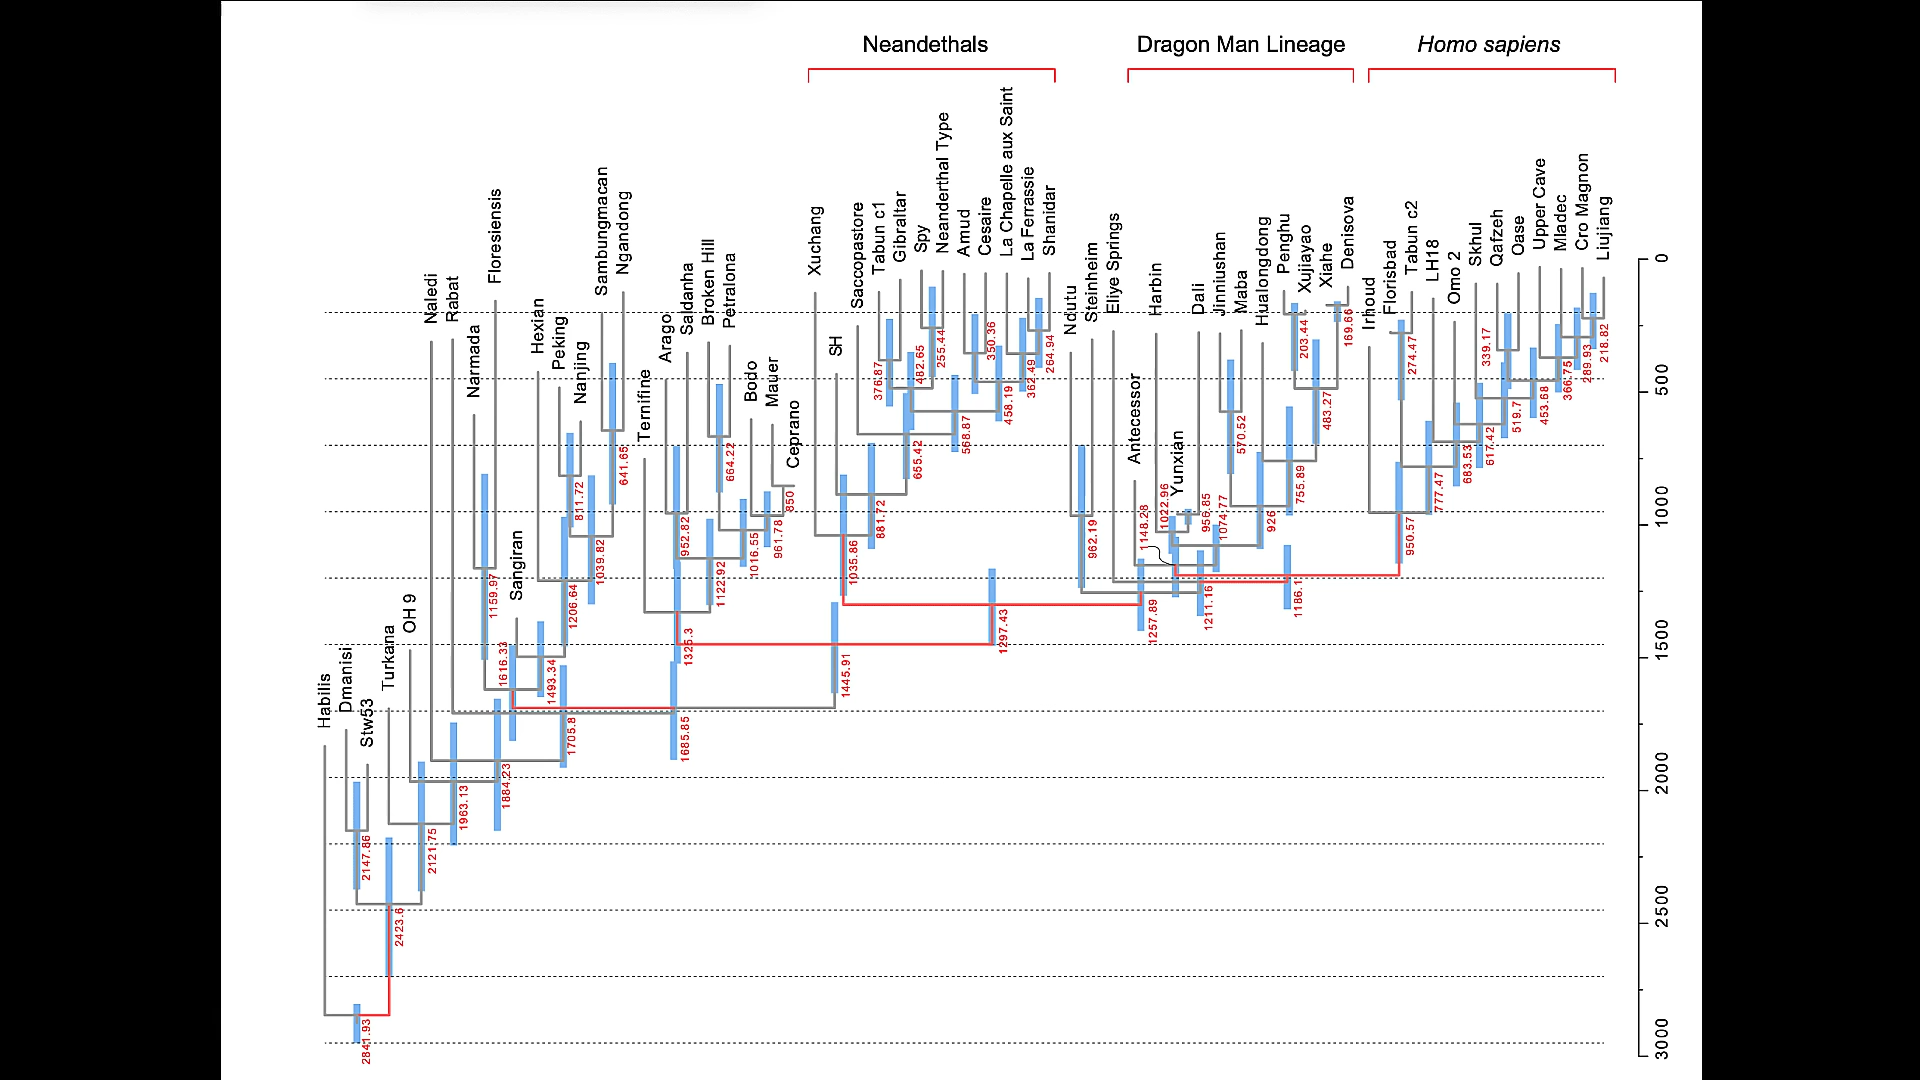 Neandethals
Dragon Man Lineage
Homo sapiens
Habilis
Dmanisi
Stw53
Turkana
OH 9
Naledi
Rabat
Narmada
Floresiensis
Sangiran
Hexian
Peking
Nanjing
Sambungmacan
Ngandong
Ternifine
Arago
Saldanha
Broken Hill
Petralona
Bodo
Mauer
Ceprano
Xuchang
SH
Saccopastore
Tabun c1
Gibraltar
Spy
Neanderthal Type
Amud
Cesaire
La Chapelle aux Saint
La Ferrassie
Shanidar
Ndutu
Steinheim
Eliye Springs
Antecessor
Harbin
Yunxian
Dali
Jinniushan
Maba
Hualongdong
Penghu
Xujiayao
Xiahe
Denisova
Irhoud
Florisbad
Tabun c2
LH18
Omo 2
Skhul
Qafzeh
Oase
Upper Cave
Mladec
Cro Magnon
Liujiang
2841.93
2147.86
2423.6
2121.75
1963.13
1884.23
1159.97
1616.33
1493.34
1705.8
1206.64
811.72
1039.82
641.65
1685.85
1325.3
952.82
1122.92
664.22
1016.55
961.78
850
1445.91
1035.86
881.72
376.87
655.42
482.65
255.44
568.87
350.36
458.19
362.49
264.94
1297.43
962.19
1257.89
1148.28
1022.96
956.85
1211.16
1074.77
570.52
926
1186.1
755.89
203.44
483.27
169.66
950.57
274.47
777.47
683.53
617.42
339.17
519.7
453.68
366.75
289.93
218.82
0
500
1000
1500
2000
2500
3000